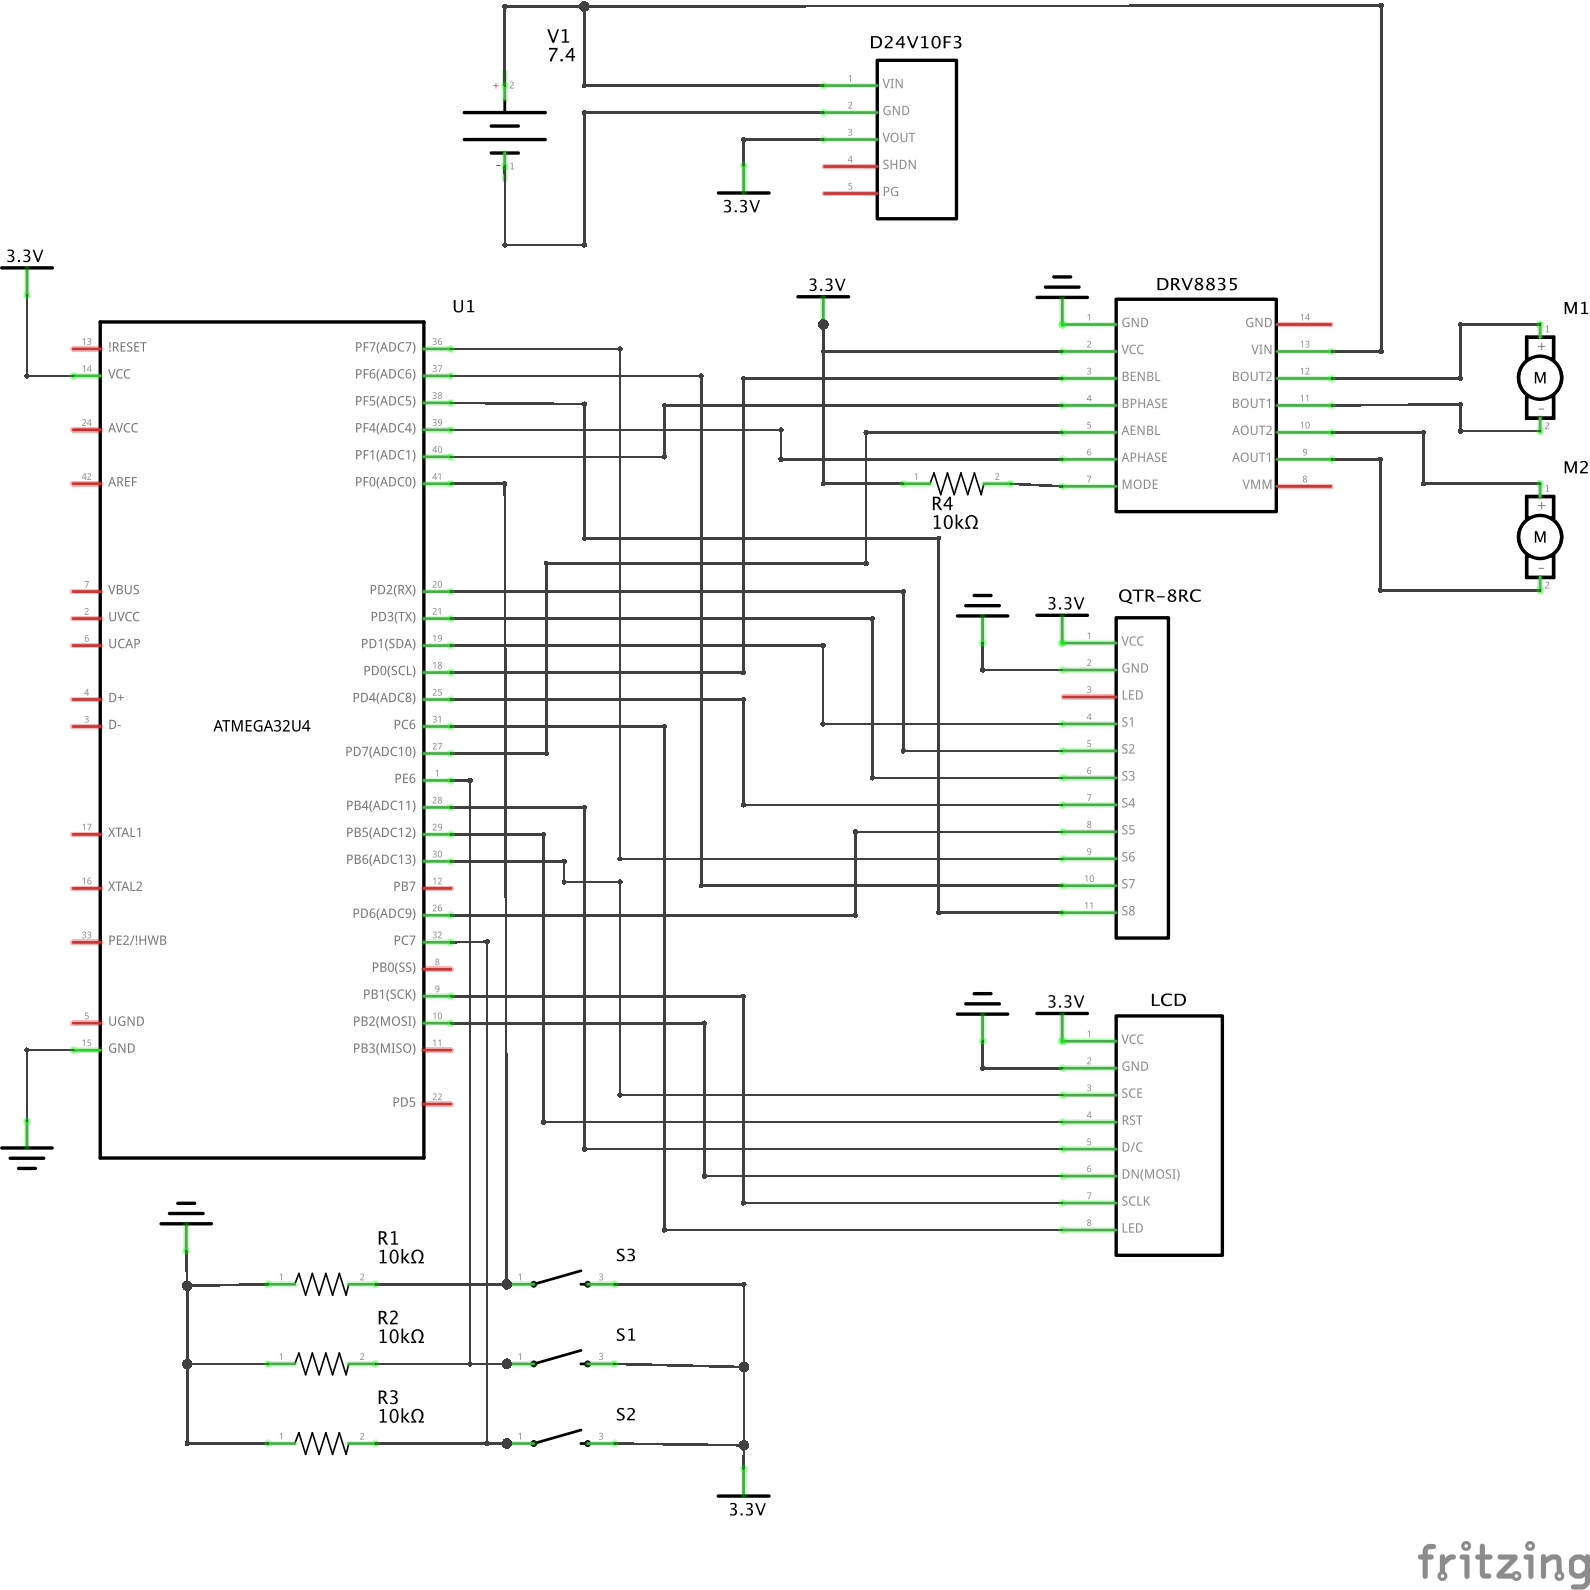 V1
7.4
+ 2
- 1
D24V10F3
1 VIN
2 GND
3 VOUT
4 SHDN
5 PG
3.3V
3.3V
U1
ATMEGA32U4
13 !RESET
14 VCC
24 AVCC
42 AREF
7 VBUS
2 UVCC
6 UCAP
4 D+
3 D-
17 XTAL1
16 XTAL2
33 PE2/!HWB
5 UGND
15 GND
PF7(ADC7) 36
PF6(ADC6) 37
PF5(ADC5) 38
PF4(ADC4) 39
PF1(ADC1) 40
PF0(ADC0) 41
PD2(RX) 20
PD3(TX) 21
PD1(SDA) 19
PD0(SCL) 18
PD4(ADC8) 25
PC6 31
PD7(ADC10) 27
PE6 1
PB4(ADC11) 28
PB5(ADC12) 29
PB6(ADC13) 30
PB7 12
PD6(ADC9) 26
PC7 32
PB0(SS) 8
PB1(SCK) 9
PB2(MOSI) 10
PB3(MISO) 11
PD5 22
3.3V
DRV8835
1 GND
2 VCC
3 BENBL
4 BPHASE
5 AENBL
6 APHASE
7 MODE
GND 14
VIN 13
BOUT2 12
BOUT1 11
AOUT2 10
AOUT1 9
VMM 8
1 2
R4
10kΩ
M1
1
+
M
-
2
M2
1
+
M
-
2
3.3V
QTR-8RC
1 VCC
2 GND
3 LED
4 S1
5 S2
6 S3
7 S4
8 S5
9 S6
10 S7
11 S8
3.3V
LCD
1 VCC
2 GND
3 SCE
4 RST
5 D/C
6 DN(MOSI)
7 SCLK
8 LED
R1
10kΩ
1 2
S3
1 3
R2
10kΩ
1 2
S1
1 3
R3
10kΩ
1 2
S2
1 3
3.3V
fritzing